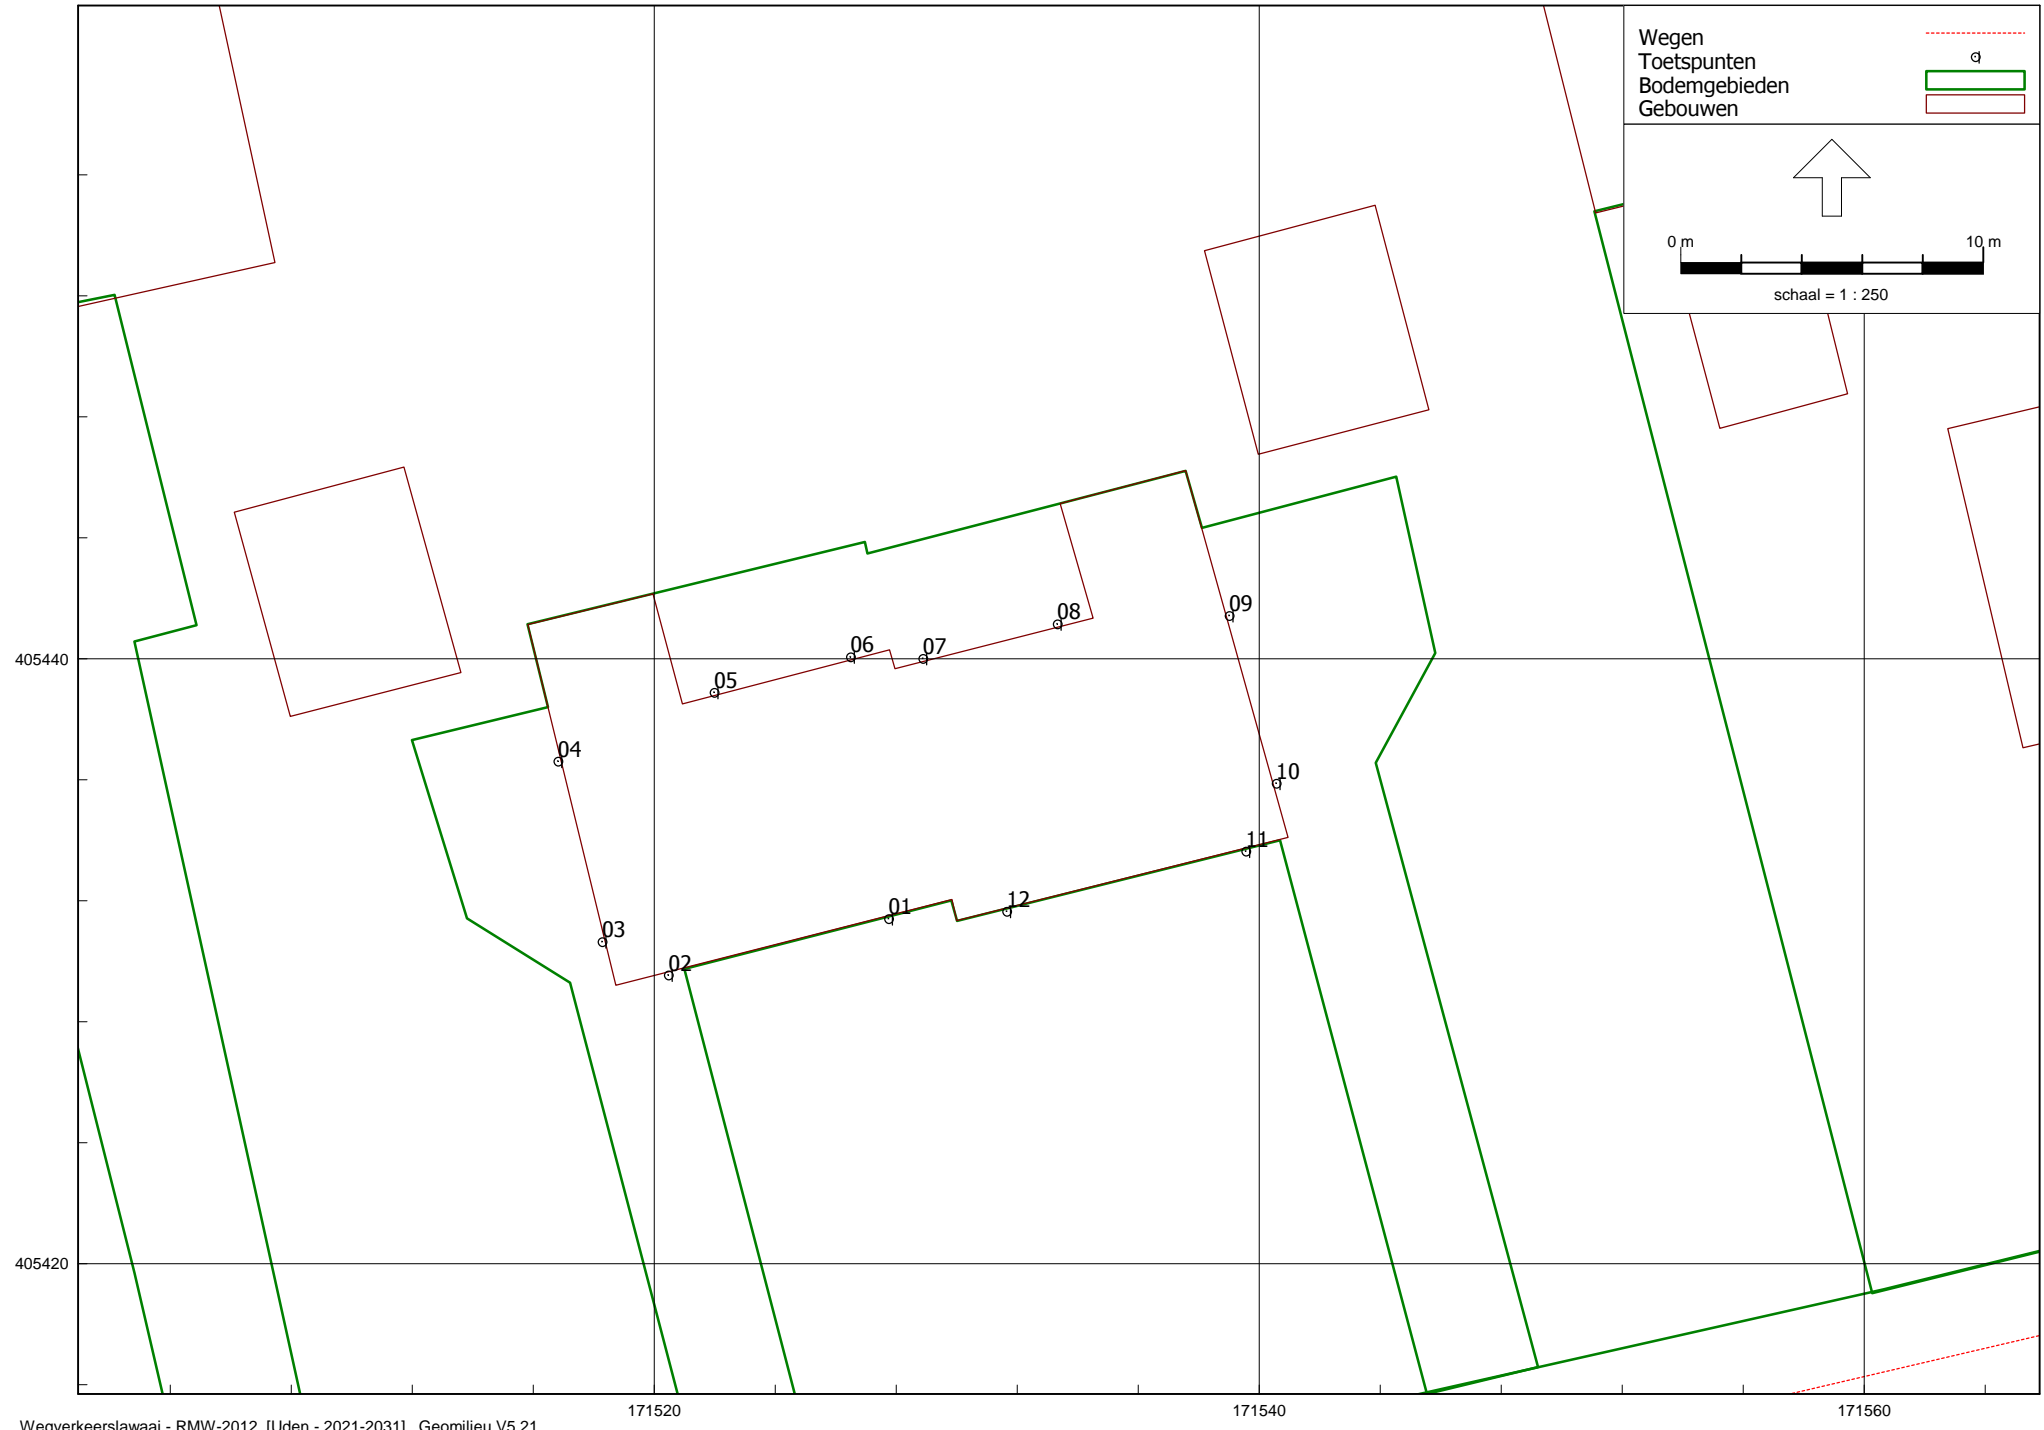 Wegen
Toetspunten
Bodemgebieden
Gebouwen
0 m 10 m
schaal = 1 : 250
08
09
06
07
405440
05
04
10
11
01
12
03
02
405420
171520 171540 171560
Wegverkeerslawaai - RMW-2012, [Uden - 2021-2031], Geomilieu V5.21